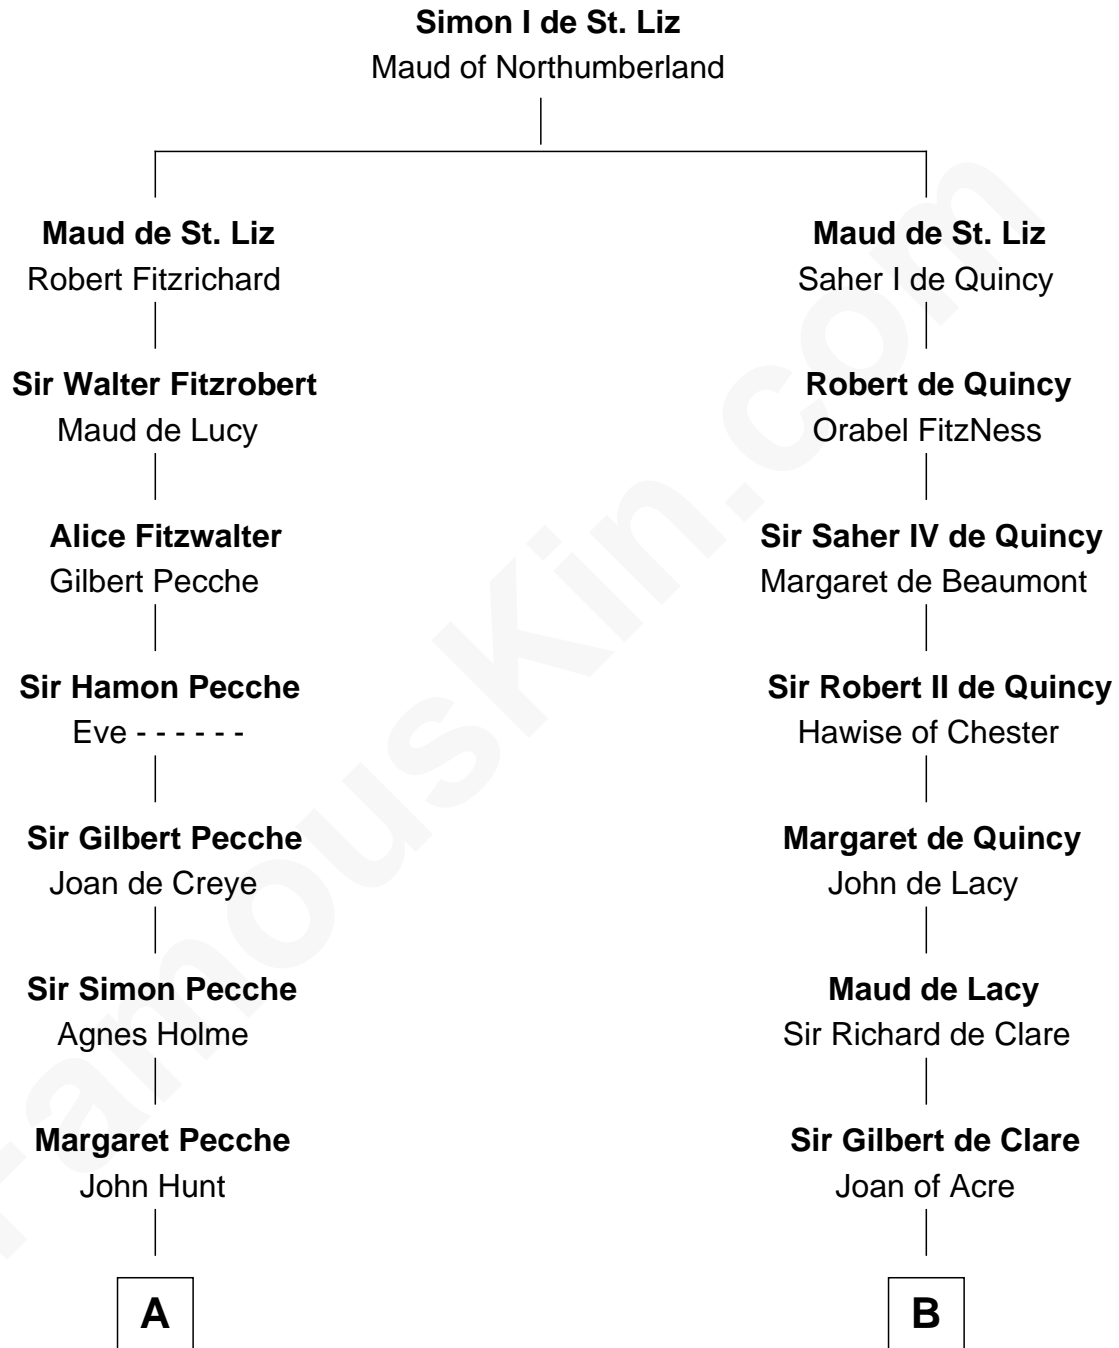 Simon I de St. Liz
Maud of Northumberland
Maud de St. Liz
Robert Fitzrichard
Maud de St. Liz
Saher I de Quincy
Sir Walter Fitzrobert
Maud de Lucy
Robert de Quincy
Orabel FitzNess
Alice Fitzwalter
Gilbert Pecche
Sir Saher IV de Quincy
Margaret de Beaumont
Sir Hamon Pecche
Eve - - - - - -
Sir Robert II de Quincy
Hawise of Chester
Sir Gilbert Pecche
Joan de Creye
Margaret de Quincy
John de Lacy
Sir Simon Pecche
Agnes Holme
Maud de Lacy
Sir Richard de Clare
Margaret Pecche
John Hunt
Sir Gilbert de Clare
Joan of Acre
A
B
FamousKin.com